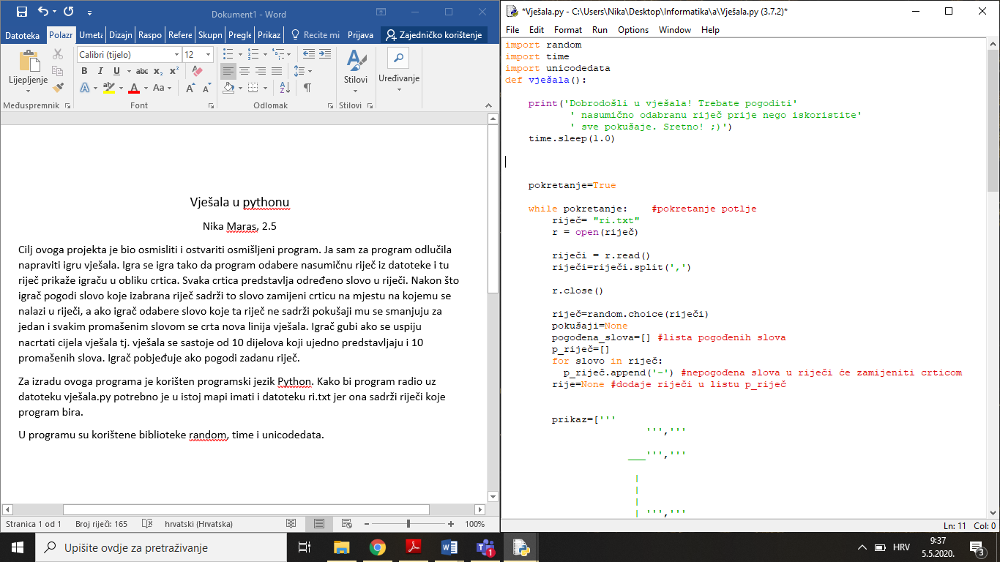 Dokument1 - Word
Datoteka Polazr Umeta Dizajn Raspo Refere Skupn Pregle Prikaz Recite mi Prijava Zajedničko korištenje
Lijepljenje
Calibri (tijelo) 12
Stilovi
Uređivanje
Međuspremnik Font Odlomak Stilovi
Vješala u pythonu
Nika Maras, 2.5
Cilj ovoga projekta je bio osmisliti i ostvariti osmišljeni program. Ja sam za program odlučila
napraviti igru vješala. Igra se igra tako da program odabere nasumičnu riječ iz datoteke i tu
riječ prikaže igraču u obliku crtica. Svaka crtica predstavlja određeno slovo u riječi. Nakon što
igrač pogodi slovo koje izabrana riječ sadrži to slovo zamijeni crticu na mjestu na kojemu se
nalazi u riječi, a ako igrač odabere slovo koje ta riječ ne sadrži pokušaji mu se smanjuju za
jedan i svakim promašenim slovom se crta nova linija vješala. Igrač gubi ako se uspiju
nacrtati cijela vješala tj. vješala se sastoje od 10 dijelova koji ujedno predstavljaju i 10
promašenih slova. Igrač pobjeđuje ako pogodi zadanu riječ.
Za izradu ovoga programa je korišten programski jezik Python. Kako bi program radio uz
datoteku vješala.py potrebno je u istoj mapi imati i datoteku ri.txt jer ona sadrži riječi koje
program bira.
U programu su korištene biblioteke random, time i unicodedata.
Stranica 1 od 1 Broj riječi: 165 hrvatski (Hrvatska) 100%
*Vješala.py - C:\Users\Nika\Desktop\Informatika\a\Vješala.py (3.7.2)*
File Edit Format Run Options Window Help
import random
import time
import unicodedata
def vješala():
print('Dobrodošli u vješala! Trebate pogoditi'
' nasumično odabranu riječ prije nego iskoristite'
' sve pokušaje. Sretno! ;)')
time.sleep(1.0)
pokretanje=True
while pokretanje: #pokretanje potlje
riječ= "ri.txt"
r = open(riječ)
riječi = r.read()
riječi=riječi.split(',')
r.close()
riječ=random.choice(riječi)
pokušaji=None
pogođena_slova=[] #lista pogođenih slova
p_riječ=[]
for slovo in riječ:
p_riječ.append('-') #nepogođena slova u riječi će zamijeniti crticom
rije=None #dodaje riječi u listu p_riječ
prikaz=['''
''','''
___''','''
|
|
|
| ''','''
Ln: 11 Col: 0
Upišite ovdje za pretraživanje
HRV
9:37
5.5.2020.